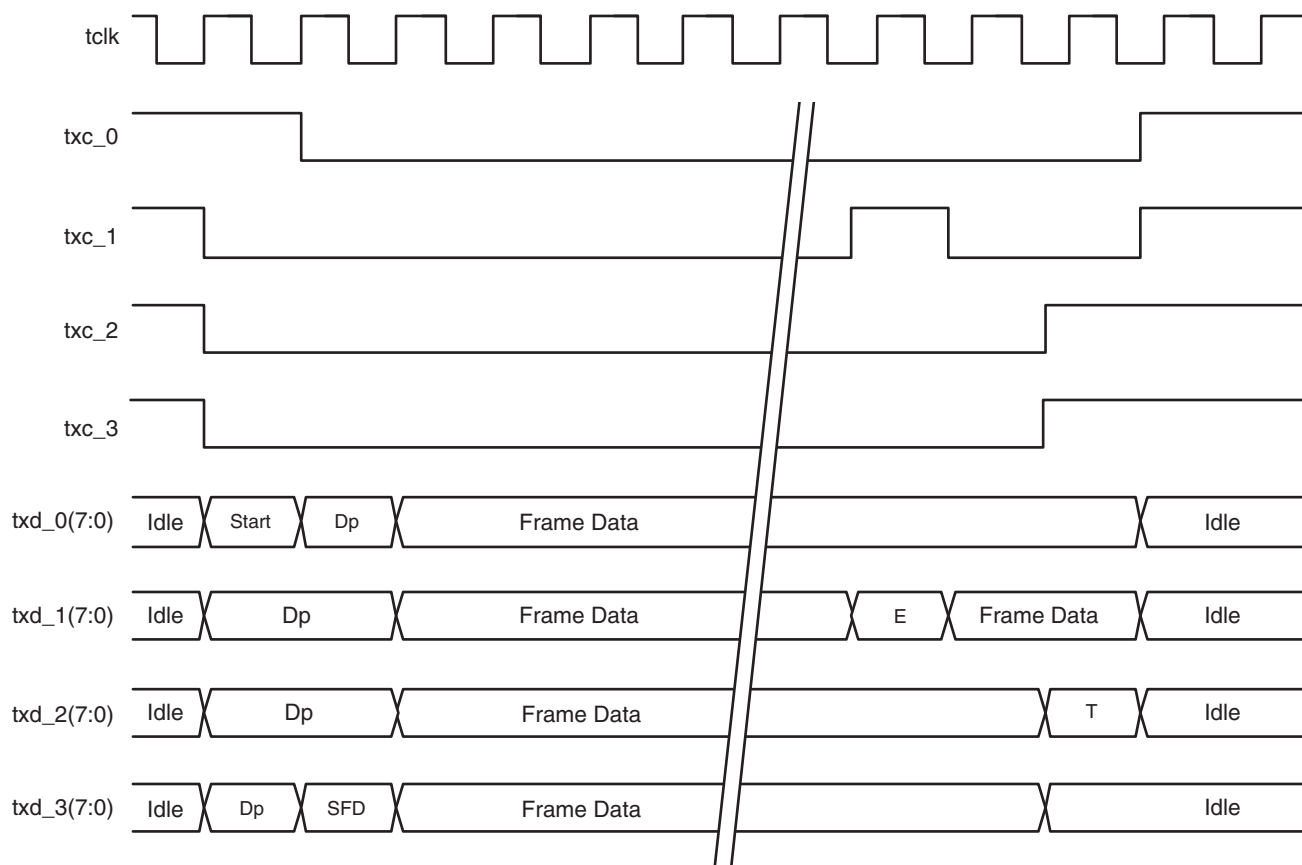 tclk
txc_0
txc_1
txc_2
txc_3
txd_0(7:0) Idle Start Dp Frame Data Idle
txd_1(7:0) Idle Dp Frame Data E Frame Data Idle
txd_2(7:0) Idle Dp Frame Data T Idle
txd_3(7:0) Idle Dp SFD Frame Data Idle